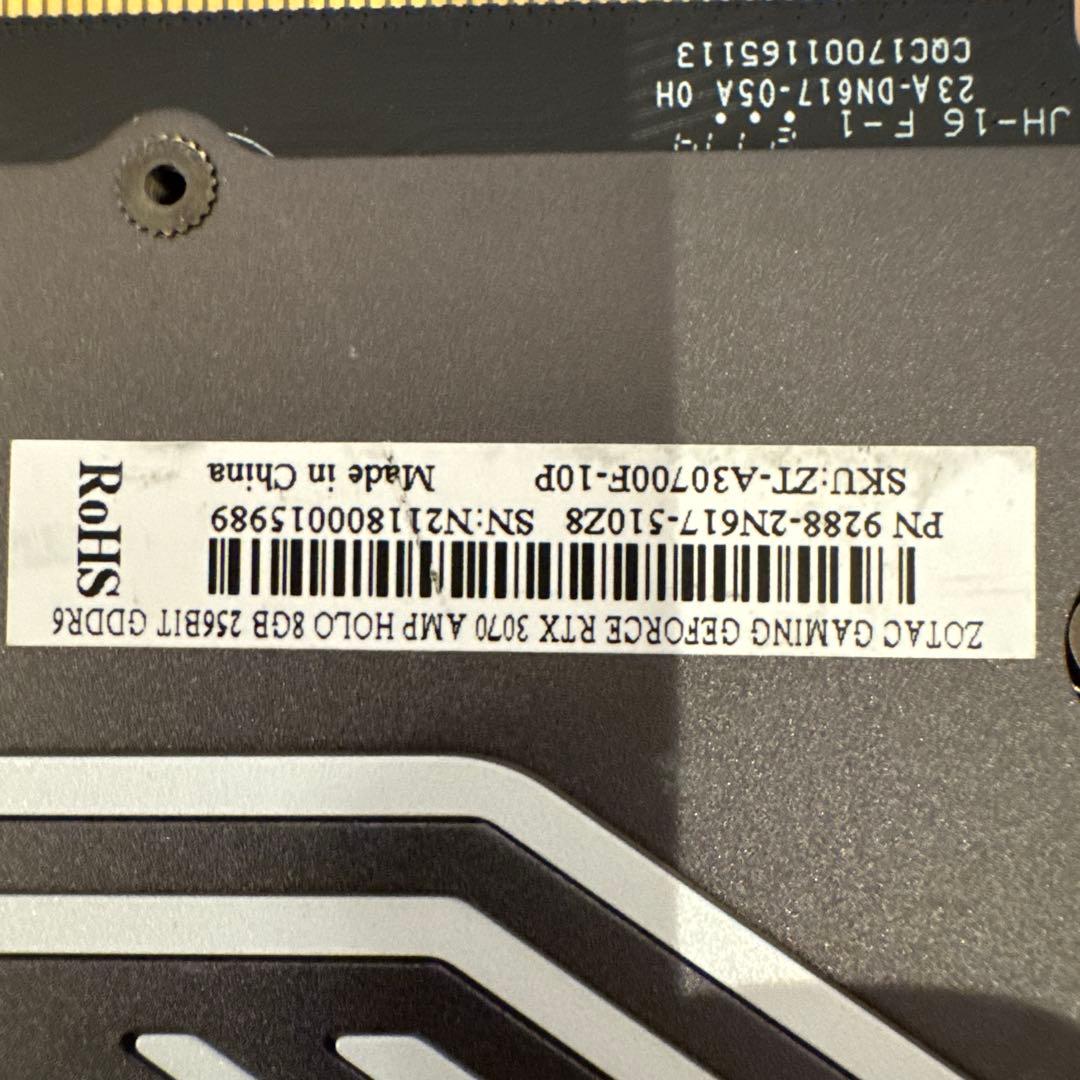 ZOTAC GAMING GEFORCE RTX 3070 AMP HOLO 8GB 256BIT GDDR6
PN 9288-2N617-510Z8 SN:N211800015989
SKU:ZT-A30700F-10P Made in China
RoHS
JH-16 F-1
23A-DN617-05A 0H
CQC17001165113